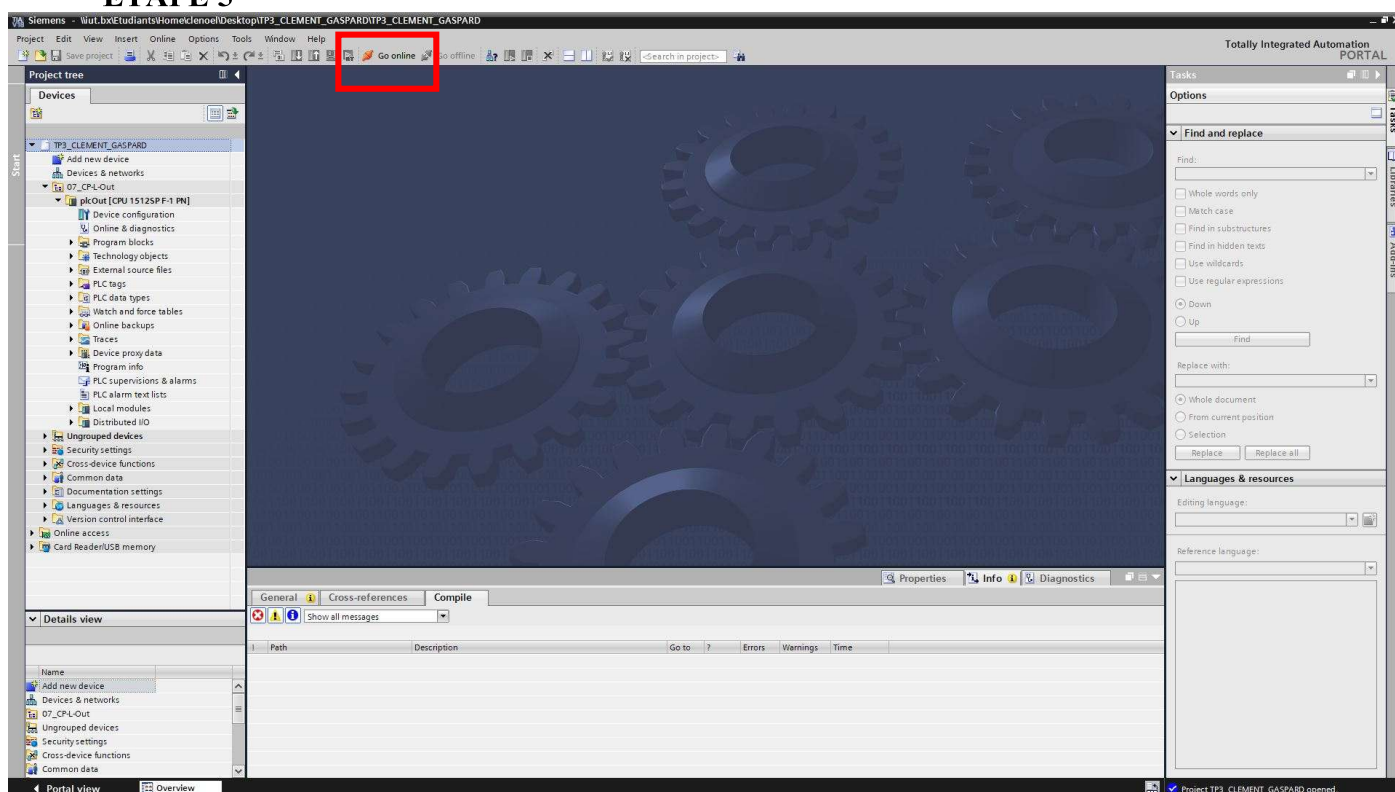 ETAPE 3
Siemens - \\iut.bx\Etudiants\Home\clenoel\Desktop\TP3_CLEMENT_GASPARD\TP3_CLEMENT_GASPARD
Project Edit View Insert Online Options Tools Window Help
Totally Integrated Automation
PORTAL
Save project Go online Go offline <Search in project>
Project tree
Devices
Start
TP3_CLEMENT_GASPARD
Add new device
Devices & networks
07_CP-L-Out
plcOut [CPU 1512SP F-1 PN]
Device configuration
Online & diagnostics
Program blocks
Technology objects
External source files
PLC tags
PLC data types
Watch and force tables
Online backups
Traces
Device proxy data
Program info
PLC supervisions & alarms
PLC alarm text lists
Local modules
Distributed I/O
Ungrouped devices
Security settings
Cross-device functions
Common data
Documentation settings
Languages & resources
Version control interface
Online access
Card Reader/USB memory
Details view
Name
Add new device
Devices & networks
07_CP-L-Out
Ungrouped devices
Security settings
Cross-device functions
Common data
Properties Info Diagnostics
General Cross-references Compile
Show all messages
! Path Description Go to ? Errors Warnings Time
Tasks
Options
Find and replace
Find:
Whole words only
Match case
Find in substructures
Find in hidden texts
Use wildcards
Use regular expressions
Down
Up
Find
Replace with:
Whole document
From current position
Selection
Replace Replace all
Languages & resources
Editing language:
Reference language:
Tasks
Libraries
Add-ins
Portal view Overview
Project TP3_CLEMENT_GASPARD opened.